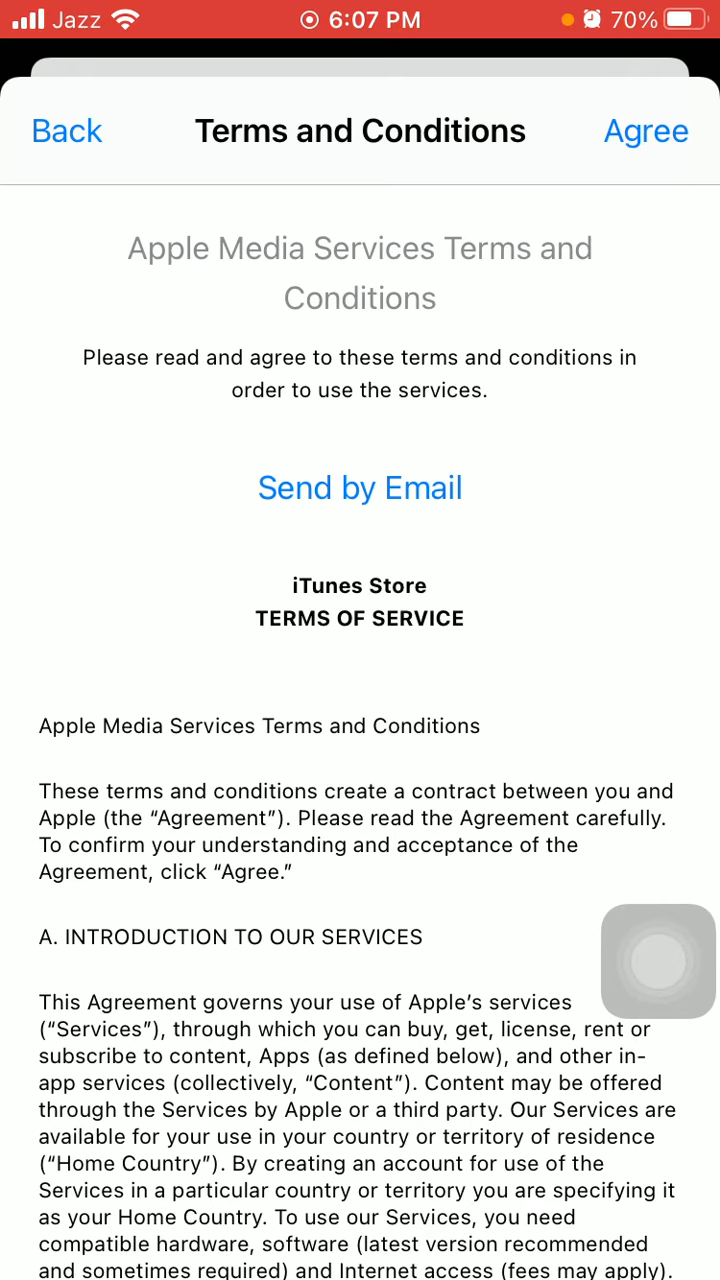 Jazz 6:07 PM 70%
Back Terms and Conditions Agree
Apple Media Services Terms and
Conditions
Please read and agree to these terms and conditions in
order to use the services.
Send by Email
iTunes Store
TERMS OF SERVICE
Apple Media Services Terms and Conditions
These terms and conditions create a contract between you and
Apple (the “Agreement”). Please read the Agreement carefully.
To confirm your understanding and acceptance of the
Agreement, click “Agree.”
A. INTRODUCTION TO OUR SERVICES
This Agreement governs your use of Apple’s services
(“Services”), through which you can buy, get, license, rent or
subscribe to content, Apps (as defined below), and other in-
app services (collectively, “Content”). Content may be offered
through the Services by Apple or a third party. Our Services are
available for your use in your country or territory of residence
(“Home Country”). By creating an account for use of the
Services in a particular country or territory you are specifying it
as your Home Country. To use our Services, you need
compatible hardware, software (latest version recommended
and sometimes required) and Internet access (fees may apply).